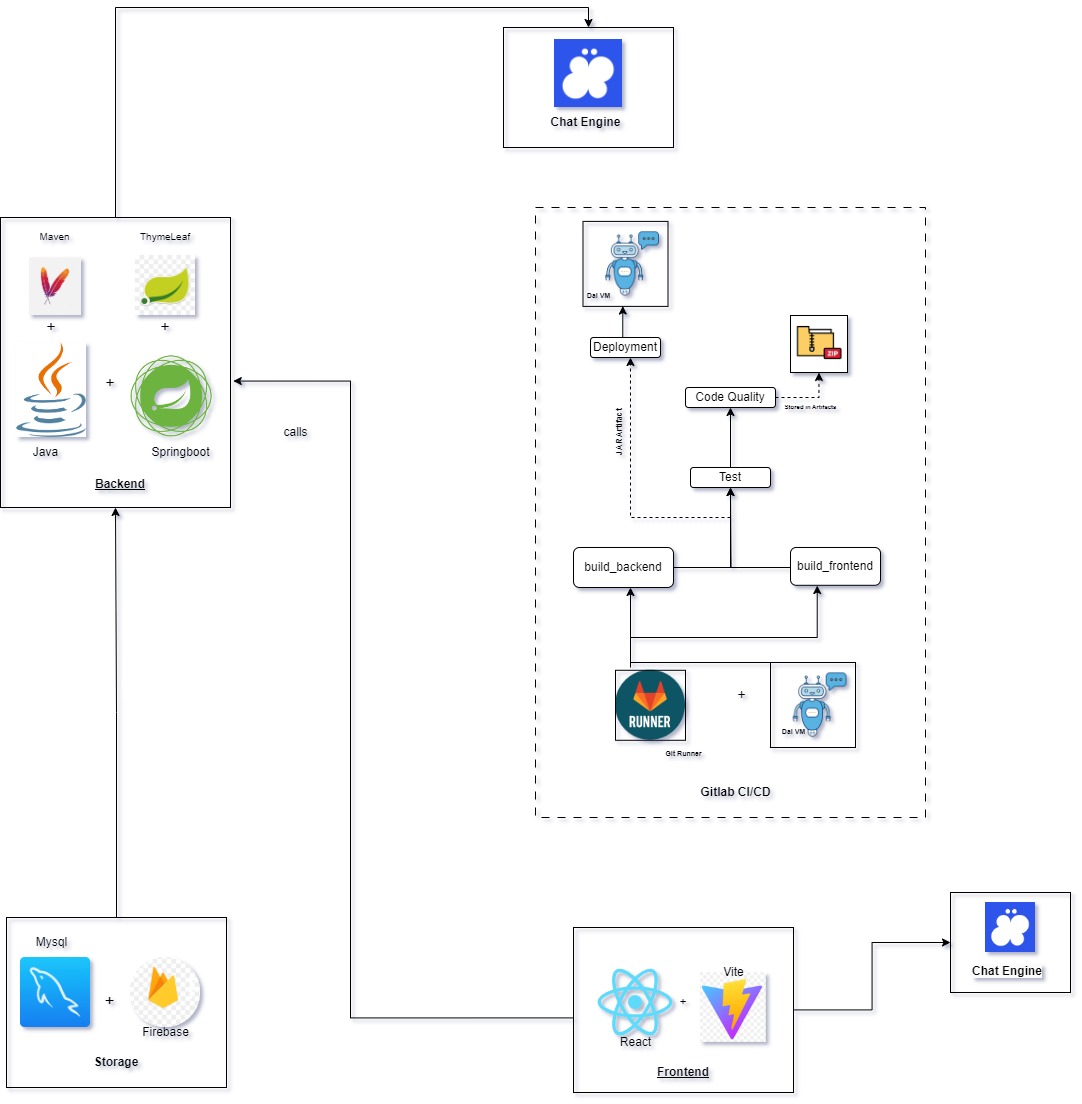 Chat Engine
Maven
ThymeLeaf
+
+
+
Java
Springboot
Backend
calls
Dal VM
Deployment
ZIP
Code Quality
Stored in Artifacts
JAR Artifact
Test
build_backend
build_frontend
RUNNER
+
Dal VM
Git Runner
Gitlab CI/CD
Mysql
+
Firebase
Storage
Vite
+
React
Frontend
Chat Engine